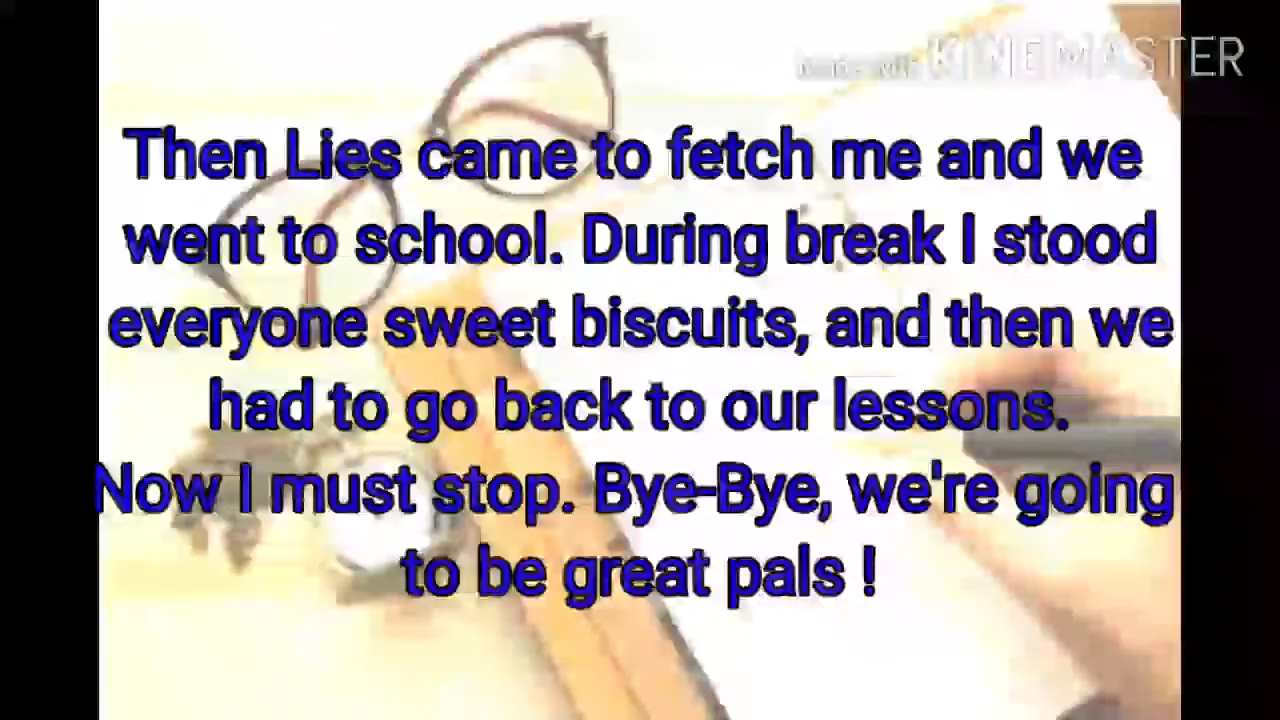 Made with KINEMASTER
Then Lies came to fetch me and we
went to school. During break I stood
everyone sweet biscuits, and then we
had to go back to our lessons.
Now I must stop. Bye-Bye, we're going
to be great pals !